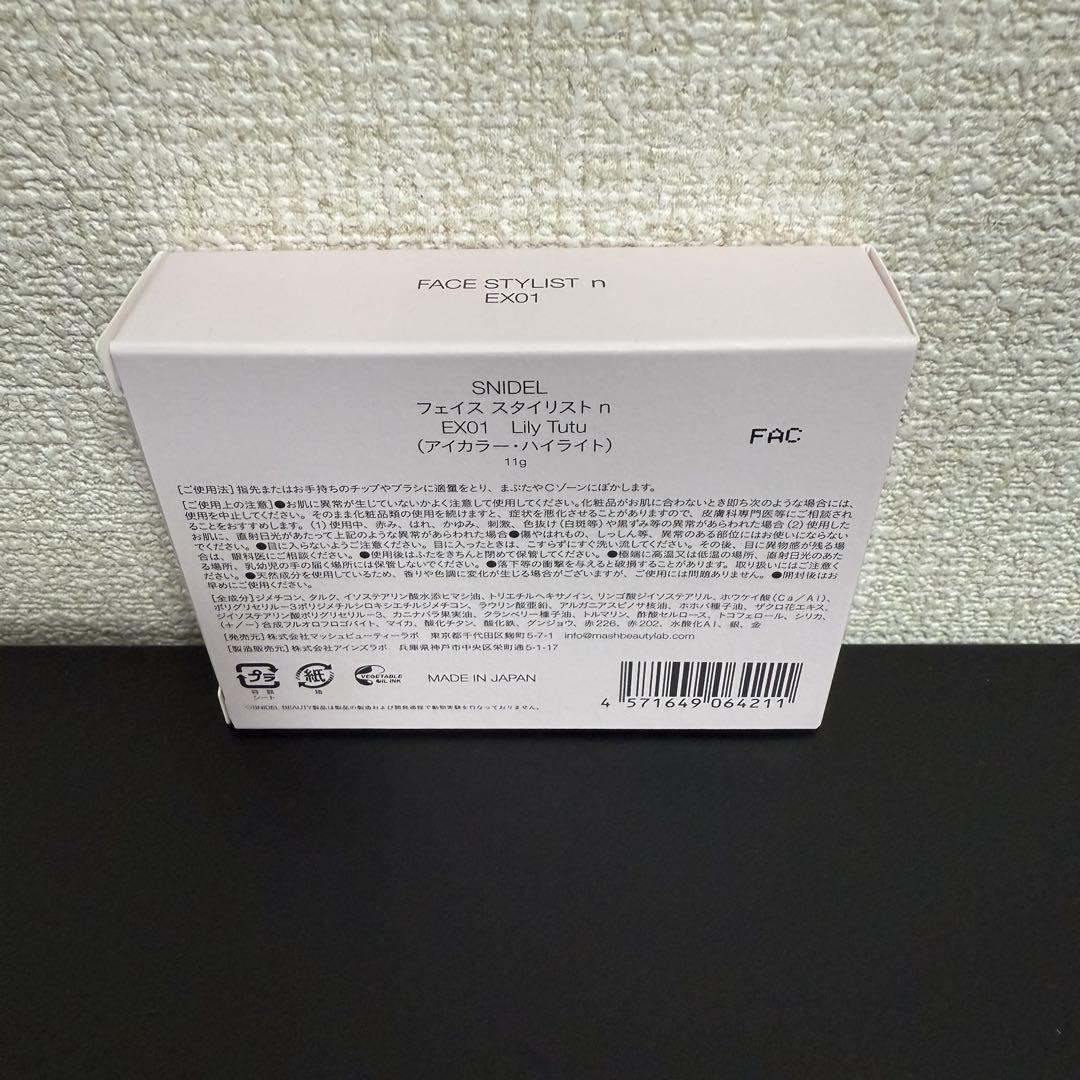 FACE STYLIST n
EX01
SNIDEL
フェイス スタイリスト n
EX01 Lily Tutu
(アイカラー・ハイライト)
11g
FAC
[ご使用法] 指先またはお手持ちのチップやブラシに適量をとり、まぶたやCゾーンにぼかします。
[ご使用上の注意] ●お肌に異常が生じていないかよく注意して使用してください。化粧品がお肌に合わないとき即ち次のような場合には、
使用を中止してください。そのまま化粧品類の使用を続けますと、症状を悪化させることがありますので、皮膚科専門医等にご相談され
ることをおすすめします。(1) 使用中、赤み、はれ、かゆみ、刺激、色抜け(白斑等)や黒ずみ等の異常があらわれた場合 (2) 使用した
お肌に、直射日光があたって上記のような異常があらわれた場合 ●傷やはれもの、しっしん等、異常のある部位にはお使いにならない
でください。●目に入らないようご注意ください。目に入ったときは、こすらずにすぐ洗い流してください。その後、目に異物感が残る場合
は、眼科医にご相談ください。●使用後はふたをきちんと閉めて保管してください。●極端に高温又は低温の場所、直射日光のあた
る場所、乳幼児の手の届く場所には保管しないでください。●落下等の衝撃を与えると破損することがあります。取り扱いにはご注意く
ださい。●天然成分を使用しているため、香りや色調に変化が生じる場合がございますが、ご使用には問題ありません。●開封後はお
早めにご使用ください。
[全成分] ジメチコン、タルク、イソステアリン酸水添ヒマシ油、トリエチルヘキサノイン、リンゴ酸ジイソステアリル、ホウケイ酸(Ca/Al)、
ポリグリセリル-3ポリジメチルシロキシエチルジメチコン、ラウリン酸亜鉛、アルガニアスピノサ核油、ホホバ種子油、ザクロ花エキス、
ジイソステアリン酸ポリグリセリル-3、カニナバラ果実油、クランベリー種子油、トルマリン、酢酸セルロース、トコフェロール、シリカ、
(+/-) 合成フルオロフロゴパイト、マイカ、酸化チタン、酸化鉄、グンジョウ、赤226、赤202、水酸化Al、銀、金
[発売元] 株式会社マッシュビューティーラボ 東京都千代田区麹町5-7-1 info@mashbeautylab.com
[製造販売元] 株式会社アインズラボ 兵庫県神戸市中央区栄町通5-1-17
プラ
容器
シート
紙
箱
VEGETABLE
OIL INK
MADE IN JAPAN
4 571649 064211
◎SNIDEL BEAUTY製品は製品の製造および開発過程で動物実験を行なっておりません。